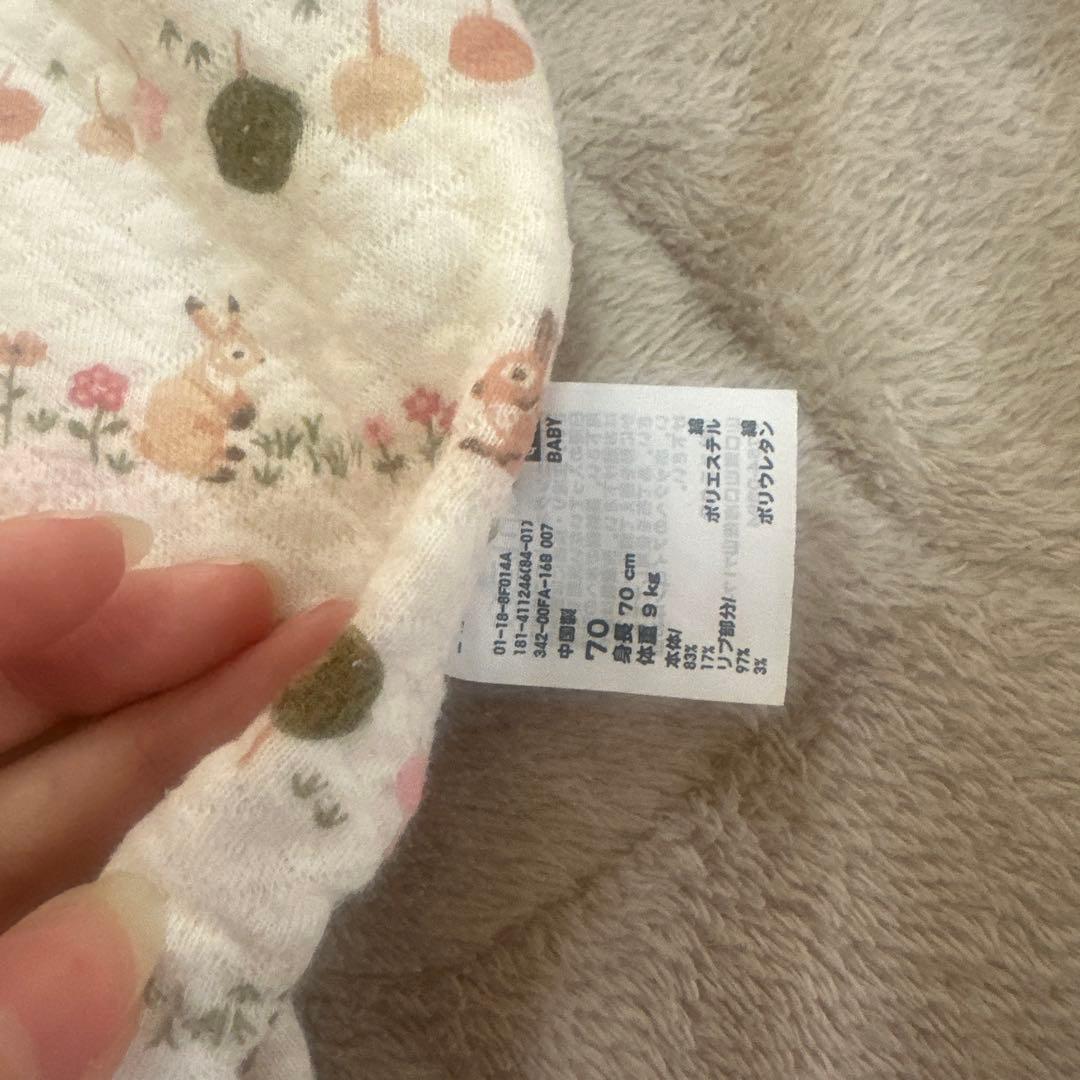 01-18-8F014A
181-411246(84-01)
342-00FA-16B 007
BABY
中国製
70
身長 70 cm
体重 9 kg
本体/
83% 綿
17% ポリエステル
リブ部分/
97% 綿
3% ポリウレタン